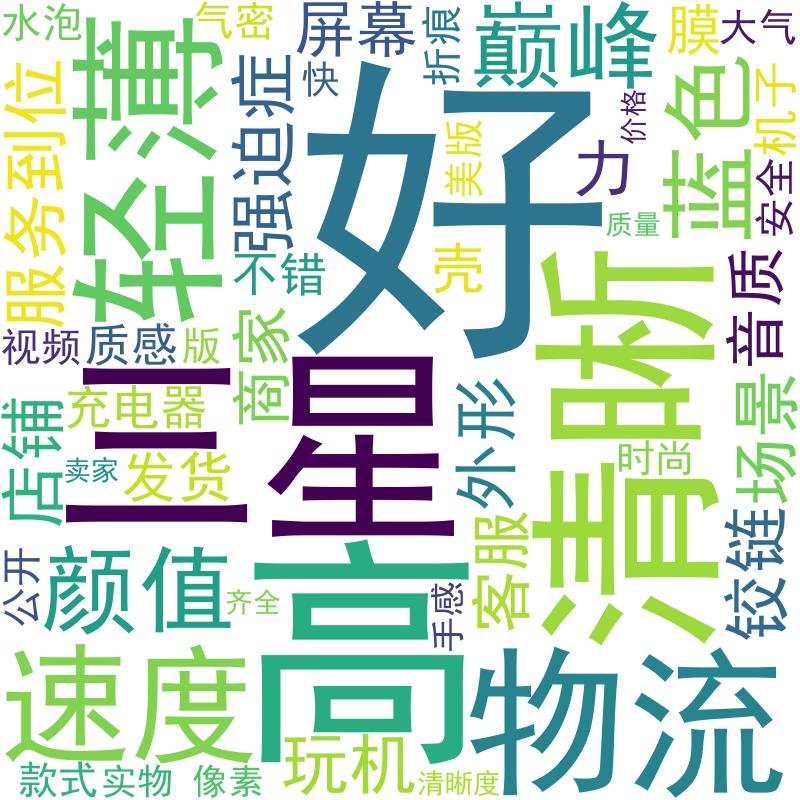 水泡
气密
屏幕
折痕
巅峰
膜
大气
轻薄
强迫症
快
好
价格
力
蓝色
机子
服务到位
美版
安全
质量
不错
壳
清晰
音质
视频
质感
版
商家
三星
充电器
外形
场景
店铺
卖家
发货
时尚
铰链
客服
公开
颜值
齐全
高
手感
速度
物流
玩机
款式
实物
像素
清晰度